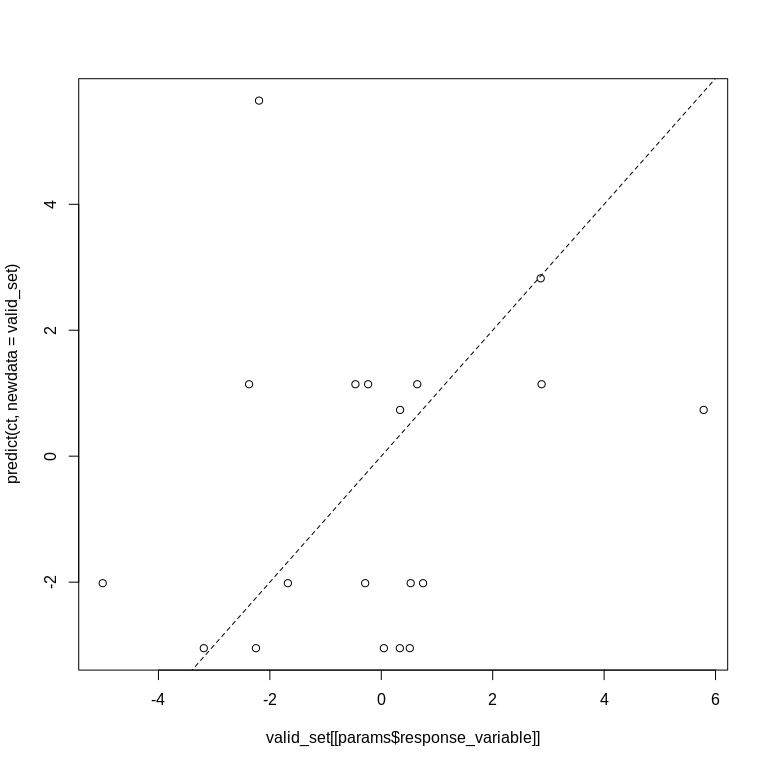 4
2
0
-2
predict(ct, newdata = valid_set)
-4 -2 0 2 4 6
valid_set[[params$response_variable]]